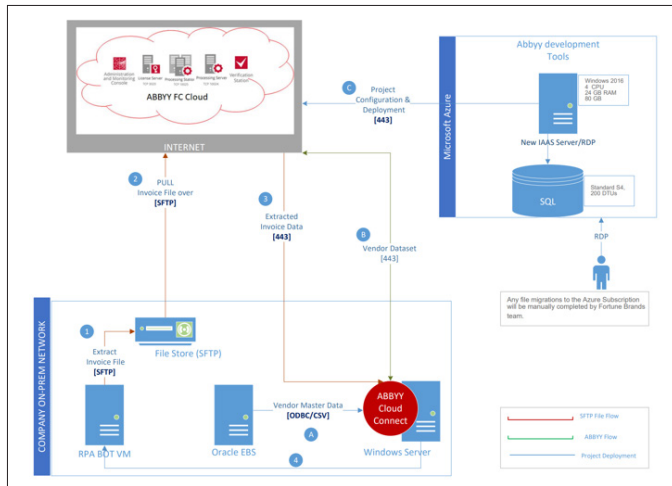 Administration
and Monitoring
Console
License Server
Processing Station
Processing Server
Verification
Station
ABBYY FC Cloud
INTERNET
C
Project
Configuration &
Deployment
[443]
Microsoft Azure
Abbyy development
Tools
Windows 2016
4 CPU
24 GB RAM
80 GB
New IAAS Server/RDP
SQL
Standard S4,
200 DTUs
RDP
Any file migrations to the Azure Subscription
will be manually completed by Fortune Brands
team.
2
PULL
Invoice File over
[SFTP]
3
Extracted
Invoice Data
[443]
B
Vendor Dataset
[443]
COMPANY ON-PREM NETWORK
1
Extract
Invoice File
[SFTP]
File Store (SFTP)
RPA BOT VM
Oracle EBS
Vendor Master Data
[ODBC/CSV]
A
4
ABBYY
Cloud
Connect
Windows Server
SFTP File Flow
ABBYY Flow
Project Deployment